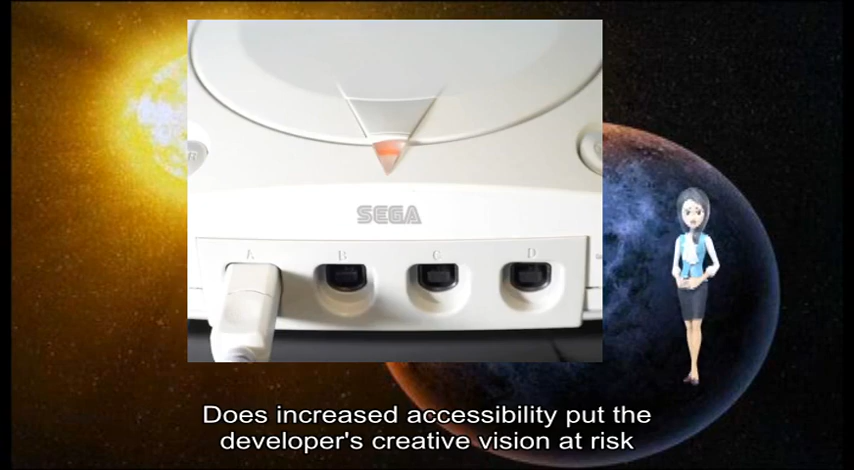 R
SEGA
A B C D
Does increased accessibility put the
developer's creative vision at risk